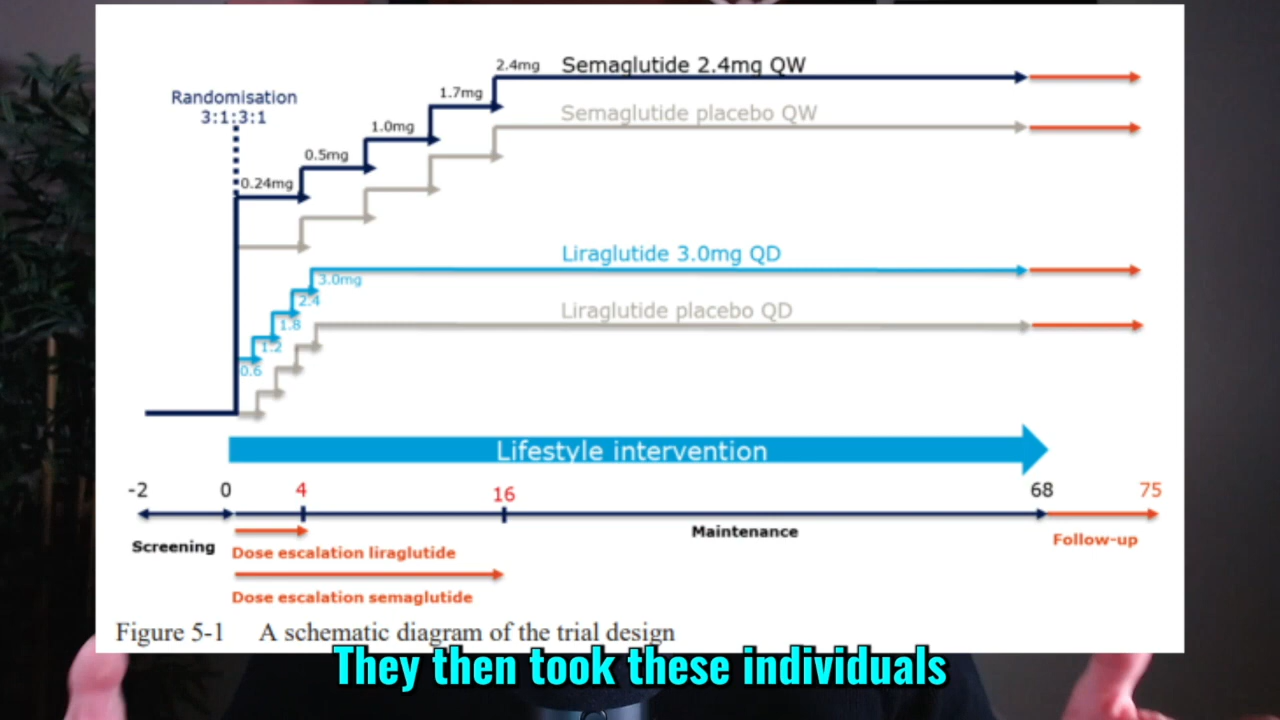 2.4mg
Semaglutide 2.4mg QW
1.7mg
Randomisation
3:1:3:1
Semaglutide placebo QW
1.0mg
0.5mg
0.24mg
Liraglutide 3.0mg QD
3.0mg
2.4
Liraglutide placebo QD
1.8
1.2
0.6
Lifestyle intervention
-2 0 4 16 68 75
Screening
Maintenance
Follow-up
Dose escalation liraglutide
Dose escalation semaglutide
Figure 5-1 A schematic diagram of the trial design
They then took these individuals